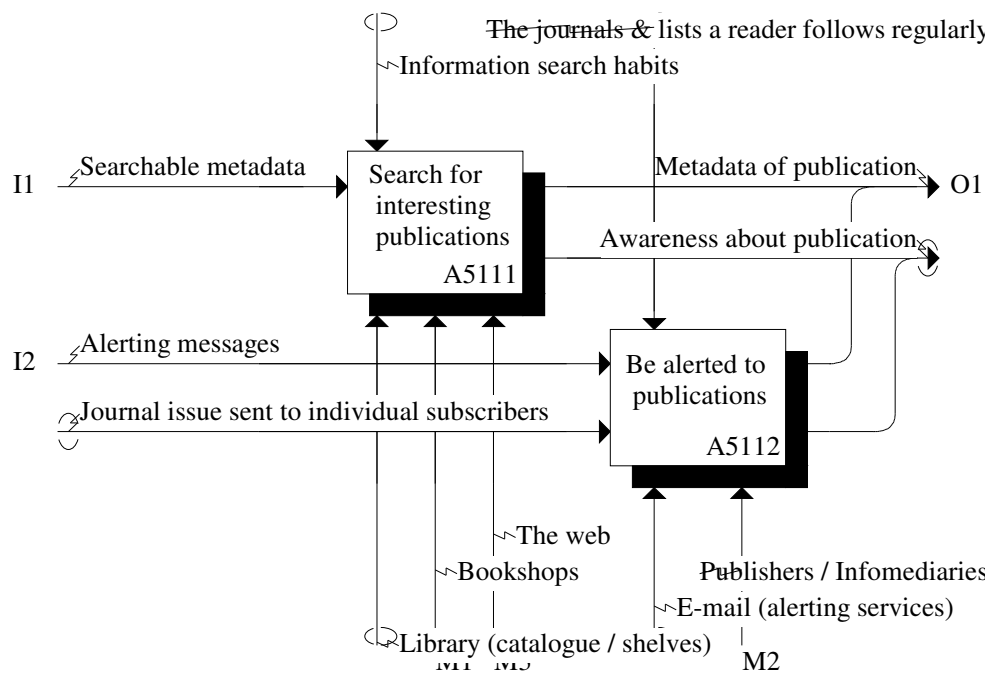 The journals & lists a reader follows regularly
Information search habits
I1
Searchable metadata
Search for
interesting
publications
A5111
Metadata of publication
O1
Awareness about publication
I2
Alerting messages
Journal issue sent to individual subscribers
Be alerted to
publications
A5112
The web
Bookshops
Publishers / Infomediaries
E-mail (alerting services)
Library (catalogue / shelves)
M2